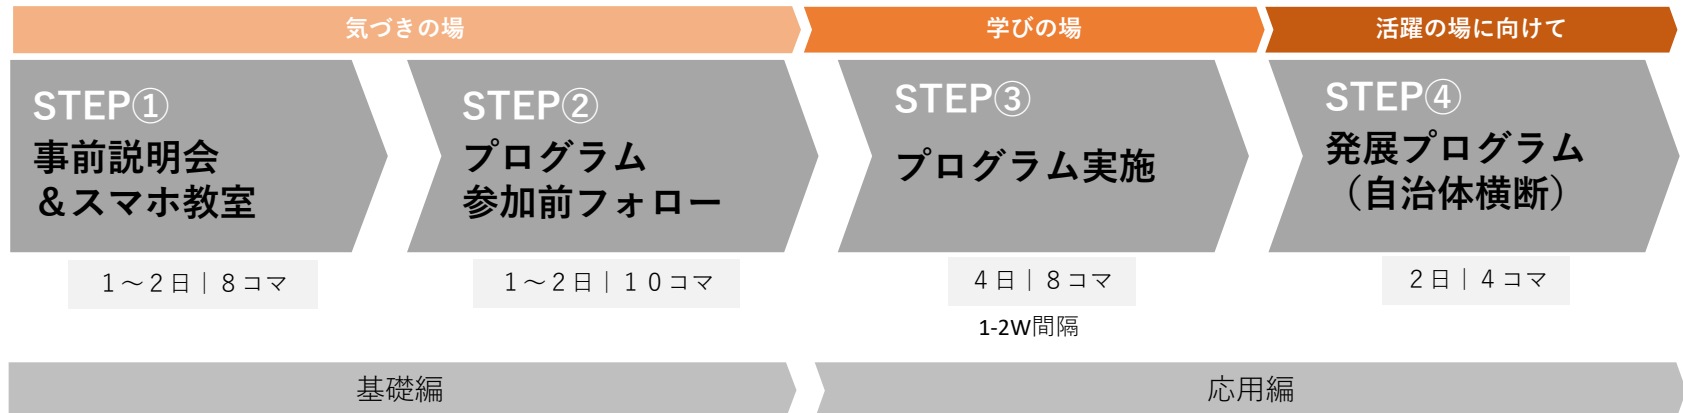 気づきの場
学びの場
活躍の場に向けて
STEP①
事前説明会
＆スマホ教室
STEP②
プログラム
参加前フォロー
STEP③
プログラム実施
STEP④
発展プログラム
（自治体横断）
１～２日｜８コマ
１～２日｜１０コマ
４日｜８コマ
1-2W間隔
２日｜４コマ
基礎編
応用編